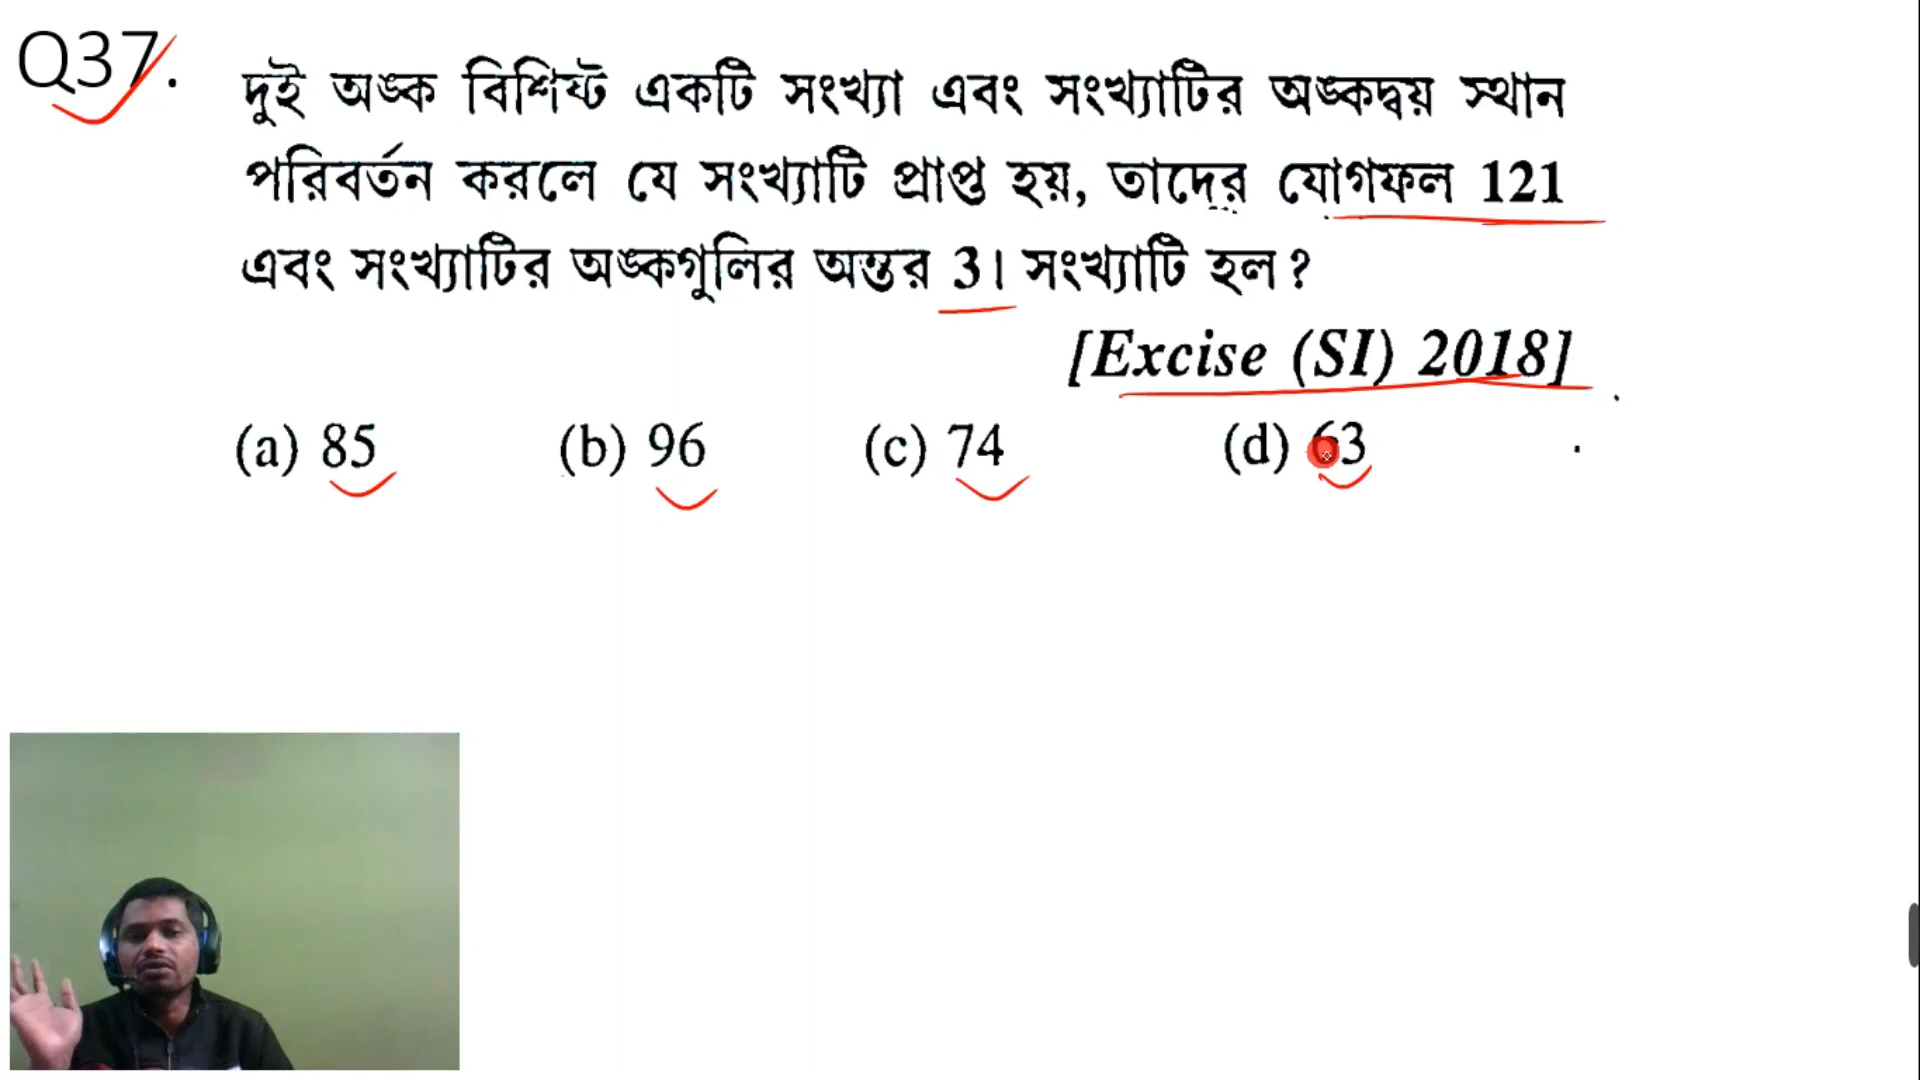 Q37.
দুই অঙ্ক বিশিষ্ট একটি সংখ্যা এবং সংখ্যাটির অঙ্কদ্বয় স্থান
পরিবর্তন করলে যে সংখ্যাটি প্রাপ্ত হয়, তাদের যোগফল 121
এবং সংখ্যাটির অঙ্কগুলির অন্তর 3। সংখ্যাটি হল?
[Excise (SI) 2018]
(a) 85 (b) 96 (c) 74 (d) 63